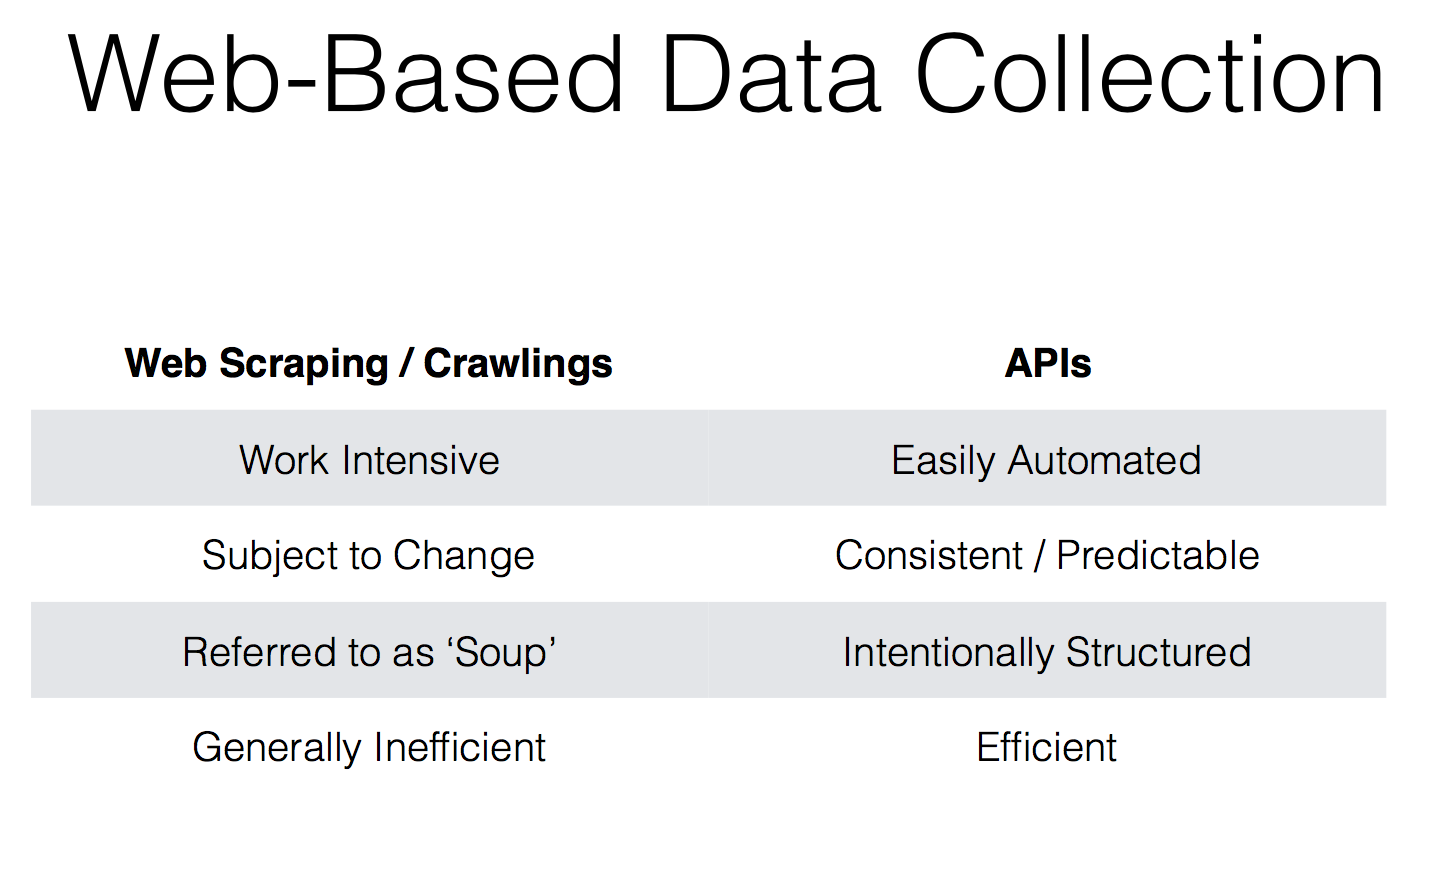 Web-Based Data Collection
Web Scraping / Crawlings APIs
Work Intensive Easily Automated
Subject to Change Consistent / Predictable
Referred to as ‘Soup’ Intentionally Structured
Generally Inefficient Efficient